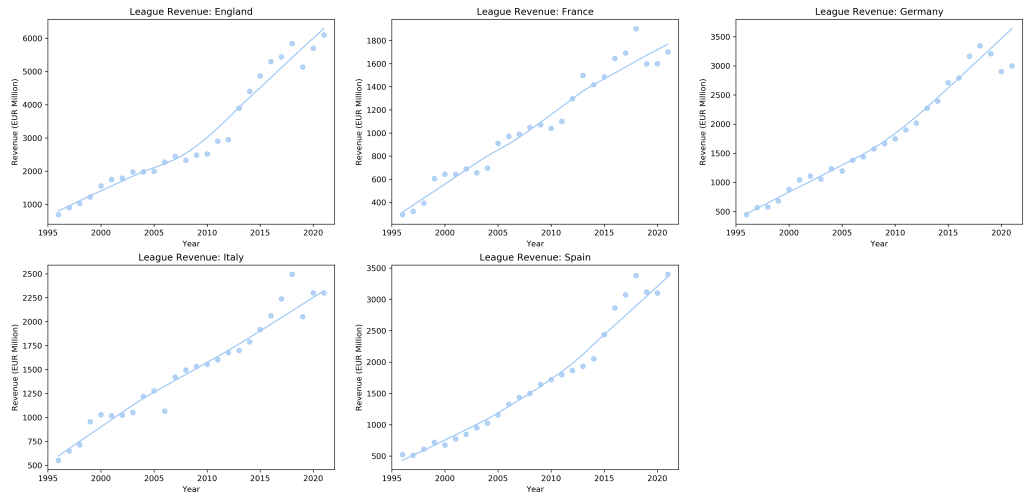 League Revenue: England
Revenue (EUR Million)
6000
5000
4000
3000
2000
1000
1995 2000 2005 2010 2015 2020
Year
League Revenue: France
Revenue (EUR Million)
1800
1600
1400
1200
1000
800
600
400
1995 2000 2005 2010 2015 2020
Year
League Revenue: Germany
Revenue (EUR Million)
3500
3000
2500
2000
1500
1000
500
1995 2000 2005 2010 2015 2020
Year
League Revenue: Italy
Revenue (EUR Million)
2500
2250
2000
1750
1500
1250
1000
750
500
1995 2000 2005 2010 2015 2020
Year
League Revenue: Spain
Revenue (EUR Million)
3500
3000
2500
2000
1500
1000
500
1995 2000 2005 2010 2015 2020
Year